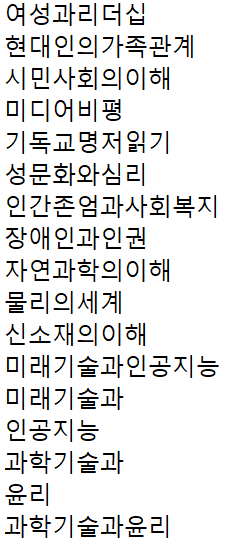 여성과리더십
현대인의가족관계
시민사회의이해
미디어비평
기독교명저읽기
성문화와심리
인간존엄과사회복지
장애인과인권
자연과학의이해
물리의세계
신소재의이해
미래기술과인공지능
미래기술과
인공지능
과학기술과
윤리
과학기술과윤리